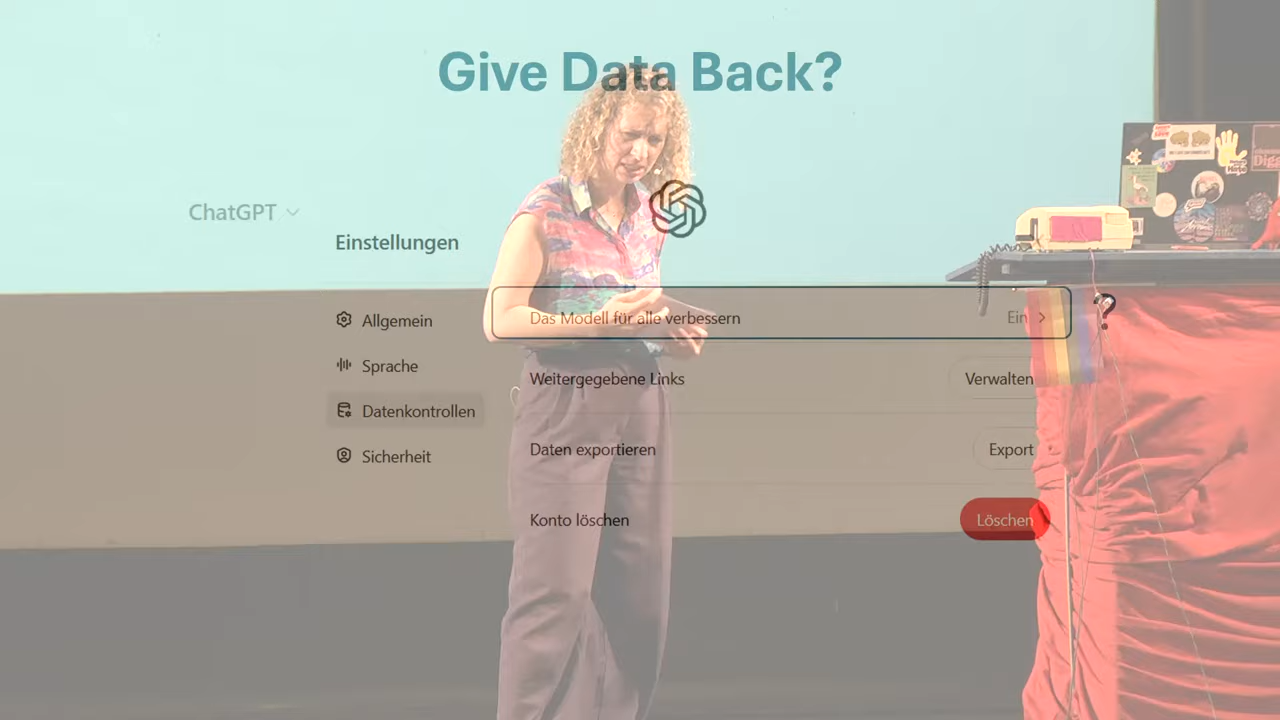 Give Data Back?
ChatGPT
Einstellungen
Allgemein
Sprache
Datenkontrollen
Sicherheit
Das Modell für alle verbessern
Ein
Weitergegebene Links
Verwalten
Daten exportieren
Export
Konto löschen
Löschen